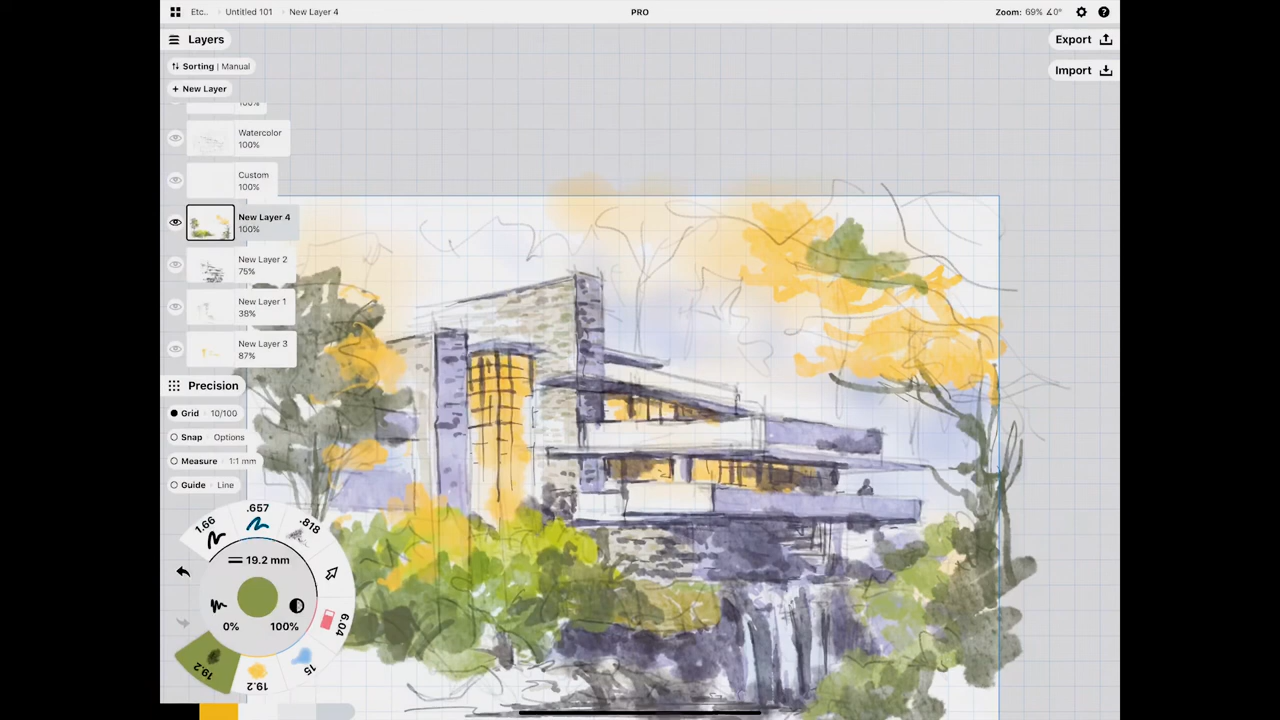 Etc.. › Untitled 101 › New Layer 4
PRO
Zoom: 69% ∠0°
Layers
Export
Sorting | Manual
Import
+ New Layer
100%
Watercolor
100%
Custom
100%
New Layer 4
100%
New Layer 2
75%
New Layer 1
38%
New Layer 3
87%
Precision
Grid 10/100
Snap Options
Measure 1:1 mm
Guide Line
1.66
.657
.818
19.2 mm
6.04
0%
100%
19.2
19.2
15